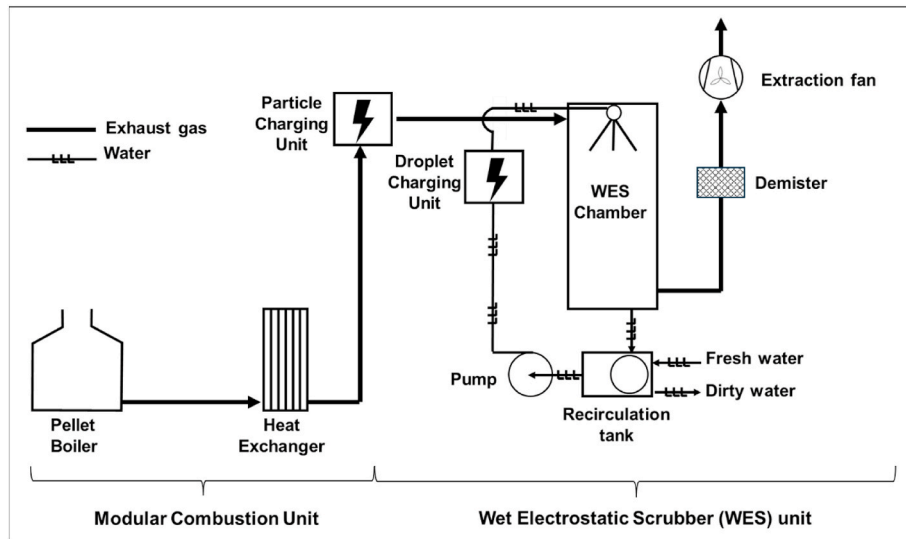 Exhaust gas
Water
Particle
Charging
Unit
Droplet
Charging
Unit
WES
Chamber
Extraction fan
Demister
Pellet
Boiler
Heat
Exchanger
Pump
Recirculation
tank
Fresh water
Dirty water
Modular Combustion Unit
Wet Electrostatic Scrubber (WES) unit